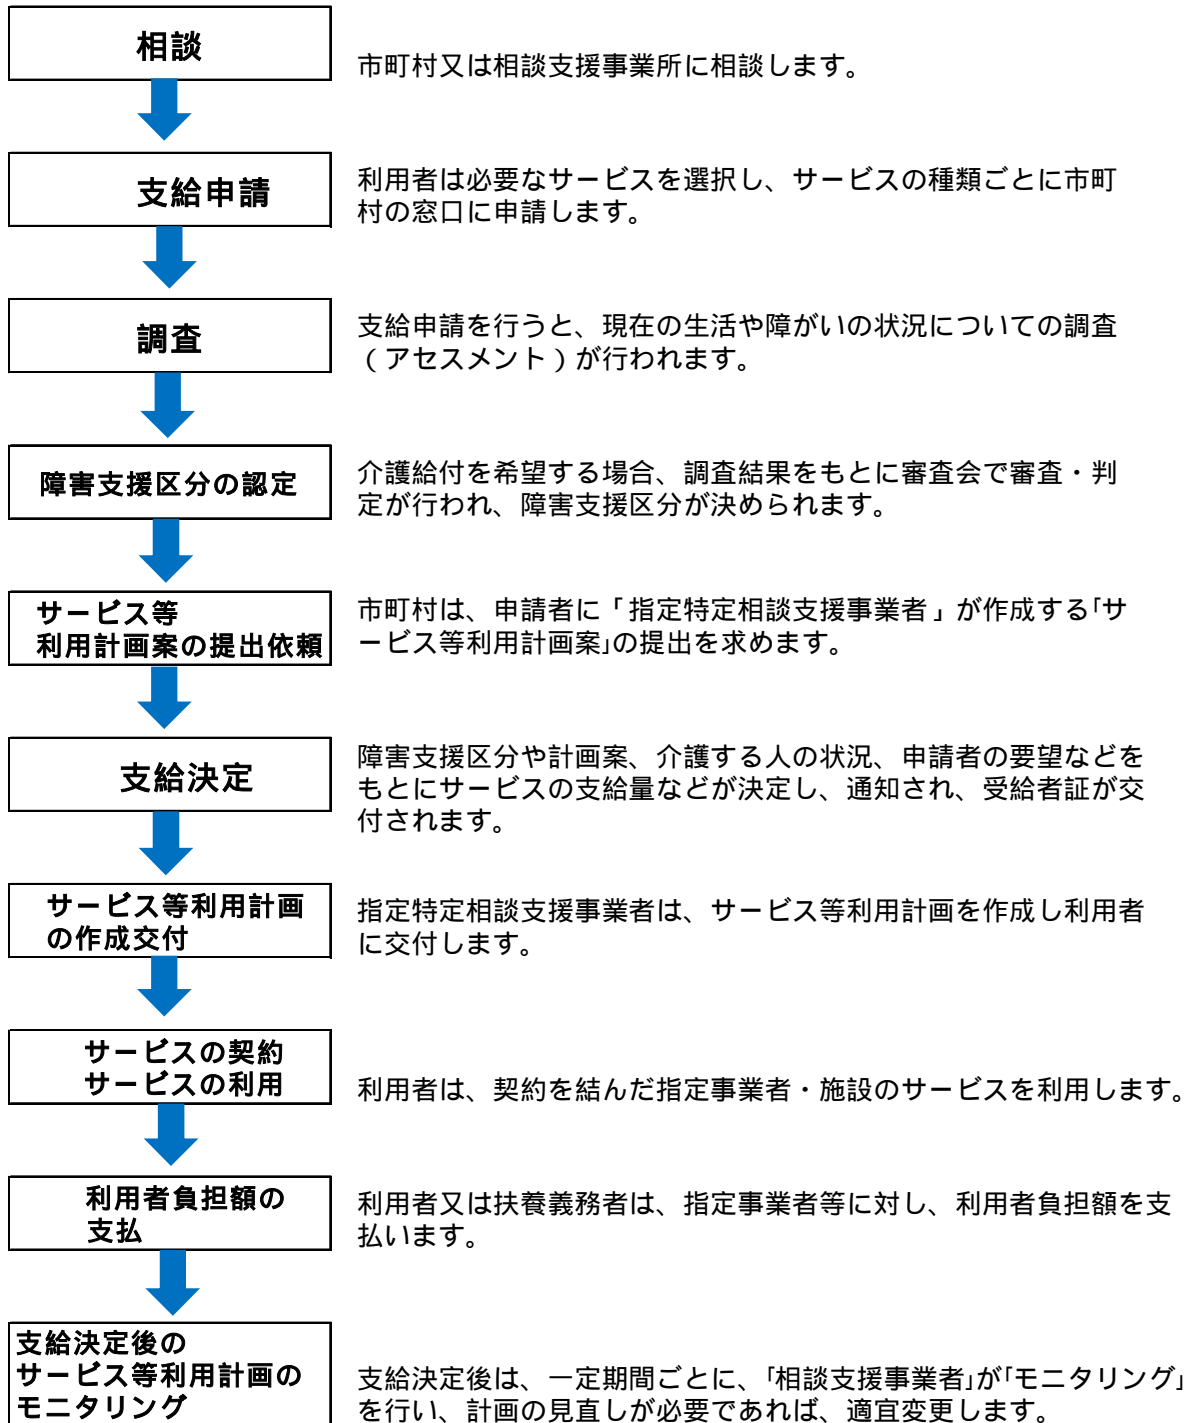 相談
市町村又は相談支援事業所に相談します。
支給申請
利用者は必要なサービスを選択し、サービスの種類ごとに市町
村の窓口に申請します。
調査
支給申請を行うと、現在の生活や障がいの状況についての調査
(アセスメント)が行われます。
障害支援区分の認定
介護給付を希望する場合、調査結果をもとに審査会で審査・判
定が行われ、障害支援区分が決められます。
サービス等
利用計画案の提出依頼
市町村は、申請者に「指定特定相談支援事業者」が作成する「サ
ービス等利用計画案」の提出を求めます。
支給決定
障害支援区分や計画案、介護する人の状況、申請者の要望などを
もとにサービスの支給量などが決定し、通知され、受給者証が交
付されます。
サービス等利用計画
の作成交付
指定特定相談支援事業者は、サービス等利用計画を作成し利用者
に交付します。
サービスの契約
サービスの利用
利用者は、契約を結んだ指定事業者・施設のサービスを利用します。
利用者負担額の
支払
利用者又は扶養義務者は、指定事業者等に対し、利用者負担額を支
払います。
支給決定後の
サービス等利用計画の
モニタリング
支給決定後は、一定期間ごとに、「相談支援事業者」が「モニタリング」
を行い、計画の見直しが必要であれば、適宜変更します。